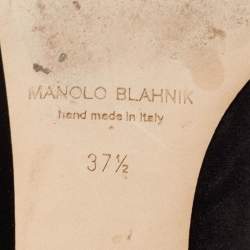 MANOLO BLAHNIK
hand made in Italy
37½